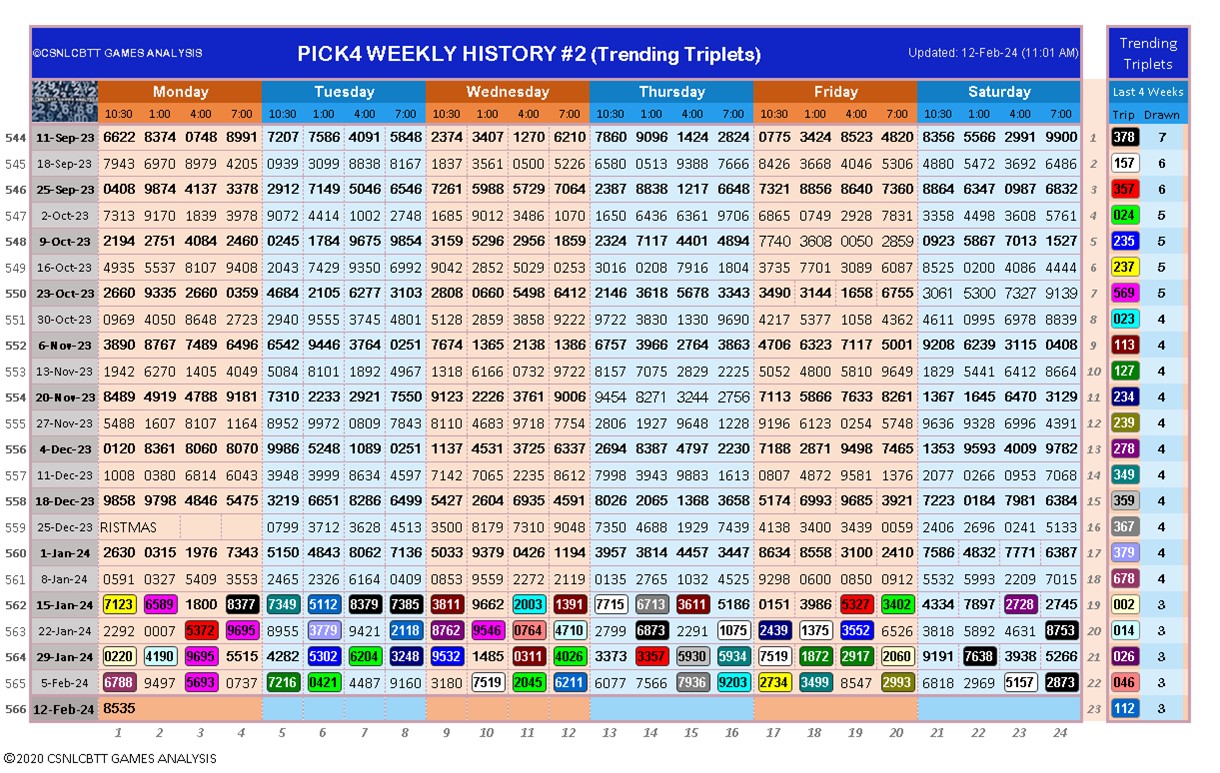 ©CSNLCBTT GAMES ANALYSIS PICK4 WEEKLY HISTORY #2 (Trending Triplets) Updated: 12-Feb-24 (11:01 AM) Trending Triplets
Monday Tuesday Wednesday Thursday Friday Saturday Last 4 Weeks
10:30 1:00 4:00 7:00 10:30 1:00 4:00 7:00 10:30 1:00 4:00 7:00 10:30 1:00 4:00 7:00 10:30 1:00 4:00 7:00 10:30 1:00 4:00 7:00 Trip Drawn
544 11-Sep-23 6622 8374 0748 8991 7207 7586 4091 5848 2374 3407 1270 6210 7860 9096 1424 2824 0775 3424 8523 4820 8356 5566 2991 9900 1 378 7
545 18-Sep-23 7943 6970 8979 4205 0939 3099 8838 8167 1837 3561 0500 5226 6580 0513 9388 7666 8426 3668 4046 5306 4880 5472 3692 6486 2 157 6
546 25-Sep-23 0408 9874 4137 3378 2912 7149 5046 6546 7261 5988 5729 7064 2387 8838 1217 6648 7321 8856 8640 7360 8864 6347 0987 6832 3 357 6
547 2-Oct-23 7313 9170 1839 3978 9072 4414 1002 2748 1685 9012 3486 1070 1650 6436 6361 9706 6865 0749 2928 7831 3358 4498 3608 5761 4 024 5
548 9-Oct-23 2194 2751 4084 2460 0245 1784 9675 9854 3159 5296 2956 1859 2324 7117 4401 4894 7740 3608 0050 2859 0923 5867 7013 1527 5 235 5
549 16-Oct-23 4935 5537 8107 9408 2043 7429 9350 6992 9042 2852 5029 0253 3016 0208 7916 1804 3735 7701 3089 6087 8525 0200 4086 4444 6 237 5
550 23-Oct-23 2660 9335 2660 0359 4684 2105 6277 3103 2808 0660 5498 6412 2146 3618 5678 3343 3490 3144 1658 6755 3061 5300 7327 9139 7 569 5
551 30-Oct-23 0969 4050 8648 2723 2940 9555 3745 4801 5128 2859 3858 9222 9722 3830 1330 9690 4217 5377 1058 4362 4611 0995 6978 8839 8 023 4
552 6-Nov-23 3890 8767 7489 6496 6542 9446 3764 0251 7674 1365 2138 1386 6757 3966 2764 3863 4706 6323 7117 5001 9208 6239 3115 0408 9 113 4
553 13-Nov-23 1942 6270 1405 4049 5084 8101 1892 4967 1318 6166 0732 9722 8157 7075 2829 2225 5052 4800 5810 9649 1829 5441 6412 8664 10 127 4
554 20-Nov-23 8489 4919 4788 9181 7310 2233 2921 7550 9123 2226 3761 9006 9454 8271 3244 2756 7113 5866 7633 8261 1367 1645 6470 3129 11 234 4
555 27-Nov-23 5488 1607 8107 1164 8952 9972 0809 7843 8110 4683 9718 7754 2806 1927 9648 1228 9196 6123 0254 5748 9636 9328 6996 4391 12 239 4
556 4-Dec-23 0120 8361 8060 8070 9986 5248 1089 0251 1137 4531 3725 6337 2694 8387 4797 2230 7188 2871 9498 7465 1353 9593 4009 9782 13 278 4
557 11-Dec-23 1008 0380 6814 6043 3948 3999 8634 4597 7142 7065 2235 8612 7998 3943 9883 1613 0807 4872 9581 1376 2077 0266 0953 7068 14 349 4
558 18-Dec-23 9858 9798 4846 5475 3219 6651 8286 6499 5427 2604 6935 4591 8026 2065 1368 3658 5174 6993 9685 3921 7223 0184 7981 6384 15 359 4
559 25-Dec-23 RISTMAS 0799 3712 3628 4513 3500 8179 7310 9048 7350 4688 1929 7439 4138 3400 3439 0059 2406 2696 0241 5133 16 367 4
560 1-Jan-24 2630 0315 1976 7343 5150 4843 8062 7136 5033 9379 0426 1194 3957 3814 4457 3447 8634 8558 3100 2410 7586 4832 7771 6387 17 379 4
561 8-Jan-24 0591 0327 5409 3553 2465 2326 6164 0409 0853 9559 2272 2119 0135 2765 1032 4525 9298 0600 0850 0912 5532 5993 2209 7015 18 678 4
562 15-Jan-24 7123 6589 1800 8377 7349 5112 8379 7385 3811 9662 2003 1391 7715 6713 3611 5186 0151 3986 5327 3402 4334 7897 2728 2745 19 002 3
563 22-Jan-24 2292 0007 5372 9695 8955 3779 9421 2118 8762 9546 0764 4710 2799 6873 2291 1075 2439 1375 3552 6526 3818 5892 4631 8753 20 014 3
564 29-Jan-24 0220 4190 9695 5515 4282 5302 6204 3248 9532 1485 0311 4026 3373 3357 5930 5934 7519 1872 2917 2060 9191 7638 3938 5266 21 026 3
565 5-Feb-24 6788 9497 5693 0737 7216 0421 4487 9160 3180 7519 2045 6211 6077 7566 7936 9203 2734 3499 8547 2993 6818 2969 5157 2873 22 046 3
566 12-Feb-24 8535 23 112 3
1 2 3 4 5 6 7 8 9 10 11 12 13 14 15 16 17 18 19 20 21 22 23 24
©2020 CSNLCBTT GAMES ANALYSIS